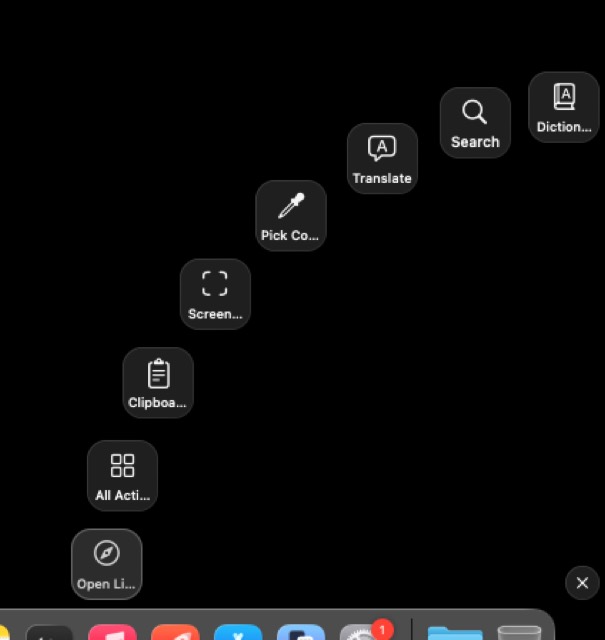 Diction...
Search
Translate
Pick Co...
Screen...
Clipboa...
All Acti...
Open Li...
1